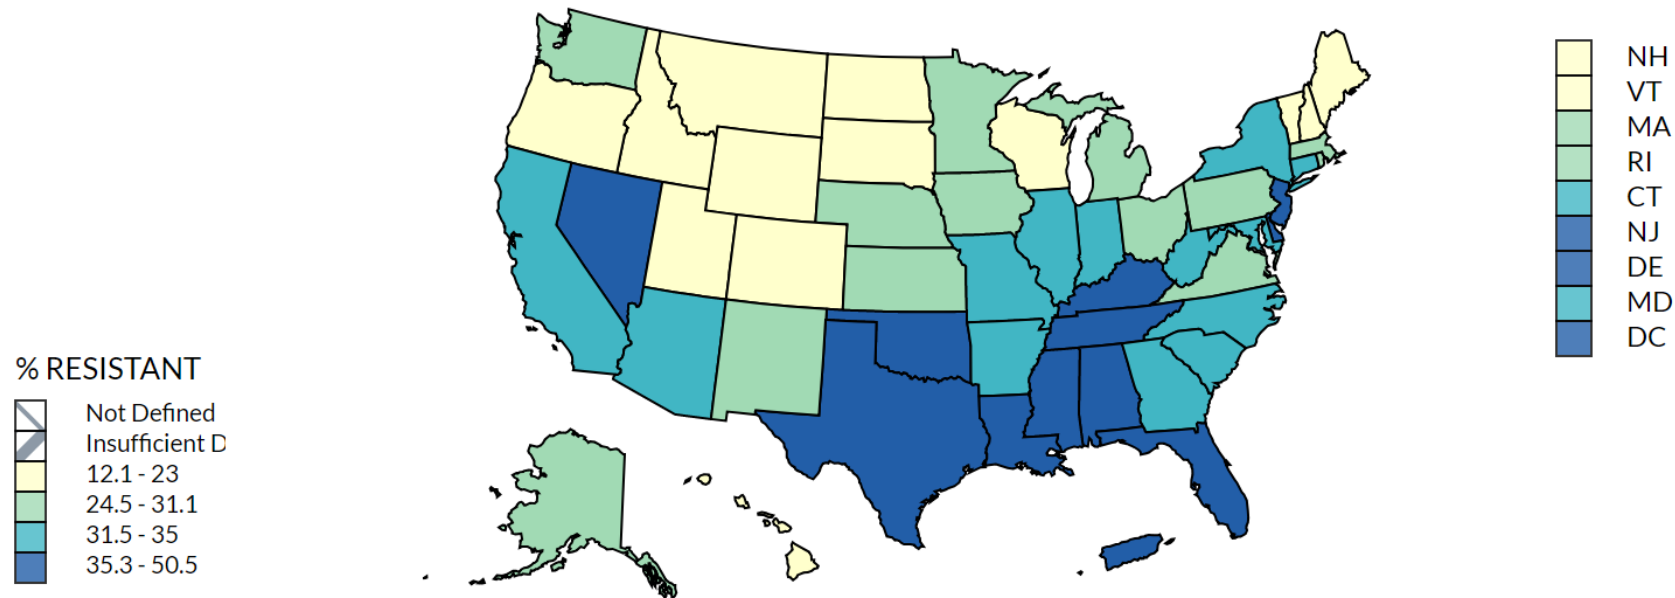 % RESISTANT
Not Defined
Insufficient D
12.1 - 23
24.5 - 31.1
31.5 - 35
35.3 - 50.5
NH
VT
MA
RI
CT
NJ
DE
MD
DC